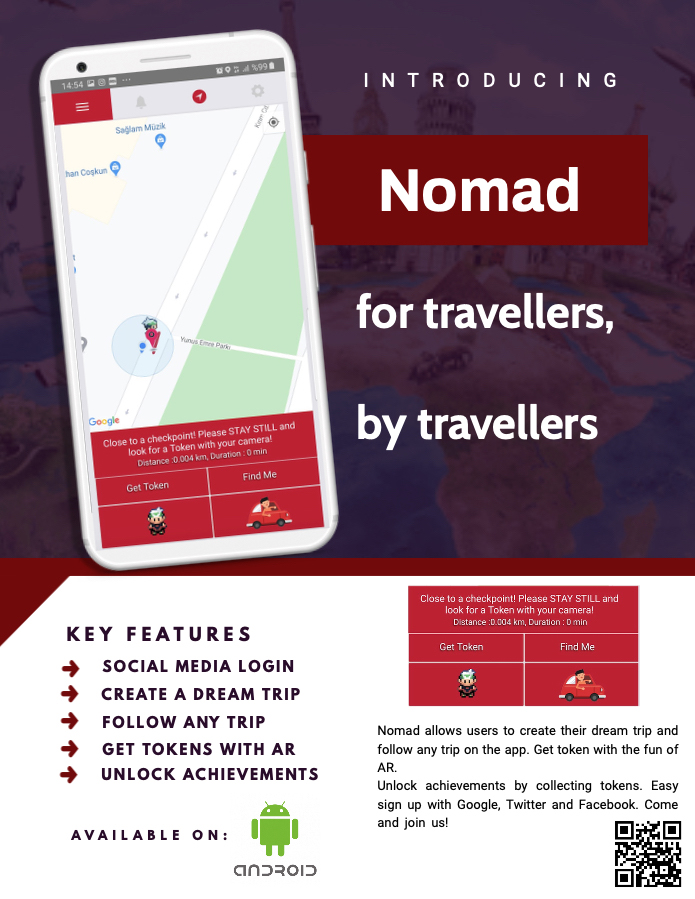 INTRODUCING
Nomad
for travellers,
by travellers
14:54
%99
Sağlam Müzik
han Coşkun
Yunus Emre Parkı
Google
Close to a checkpoint! Please STAY STILL and
look for a Token with your camera!
Distance :0.004 km, Duration : 0 min
Get Token
Find Me
KEY FEATURES
SOCIAL MEDIA LOGIN
CREATE A DREAM TRIP
FOLLOW ANY TRIP
GET TOKENS WITH AR
UNLOCK ACHIEVEMENTS
AVAILABLE ON:
ANDROID
Close to a checkpoint! Please STAY STILL and
look for a Token with your camera!
Distance :0.004 km, Duration : 0 min
Get Token
Find Me
Nomad allows users to create their dream trip and
follow any trip on the app. Get token with the fun of
AR.
Unlock achievements by collecting tokens. Easy
sign up with Google, Twitter and Facebook. Come
and join us!